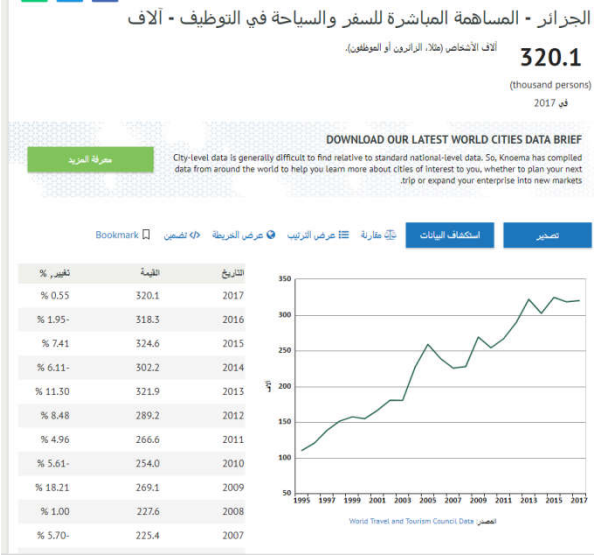 الجزائر - المساهمة المباشرة للسفر والسياحة في التوظيف - آلاف
320.1
آلاف الأشخاص (مثلا، الزائرون أو الموظفون).
(thousand persons)
في 2017
DOWNLOAD OUR LATEST WORLD CITIES DATA BRIEF
City-level data is generally difficult to find relative to standard national-level data. So, Knoema has compiled
data from around the world to help you learn more about cities of interest to you, whether to plan your next
.trip or expand your enterprise into new markets
معرفة المزيد
تصدير
استكشاف البيانات
مقارنة
عرض الترتيب
عرض الخريطة
تضمين
Bookmark
التاريخ القيمة تغيير, %
2017 320.1 0.55 %
2016 318.3 -1.95 %
2015 324.6 7.41 %
2014 302.2 -6.11 %
2013 321.9 11.30 %
2012 289.2 8.48 %
2011 266.6 4.96 %
2010 254.0 -5.61 %
2009 269.1 18.21 %
2008 227.6 1.00 %
2007 225.4 -5.70 %
350
300
250
200
150
100
50
آلاف
1995 1997 1999 2001 2003 2005 2007 2009 2011 2013 2015 2017
المصدر: World Travel and Tourism Council Data